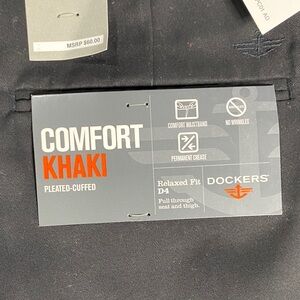 MSRP $60.00
COMFORT
KHAKI
PLEATED-CUFFED
COMFORT WAISTBAND
NO WRINKLES
PERMANENT CREASE
Relaxed Fit
D4
Full through
seat and thigh.
DOCKERS